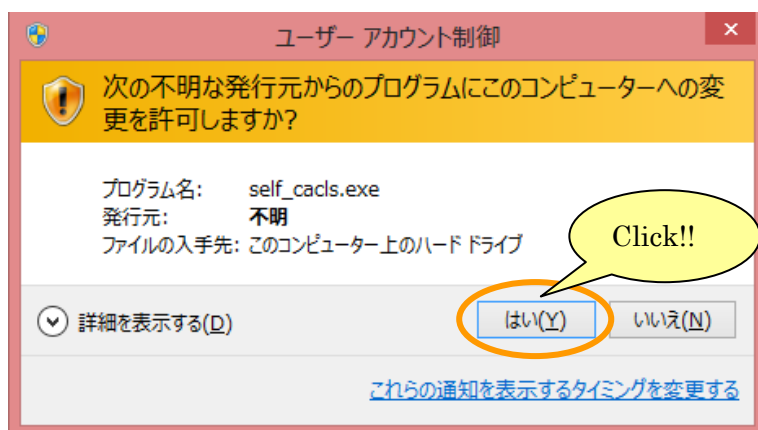 ユーザー アカウント制御
次の不明な発行元からのプログラムにこのコンピューターへの変
更を許可しますか?
プログラム名: self_cacls.exe
発行元: 不明
ファイルの入手先: このコンピューター上のハード ドライブ
Click!!
詳細を表示する(D)
はい(Y) いいえ(N)
これらの通知を表示するタイミングを変更する